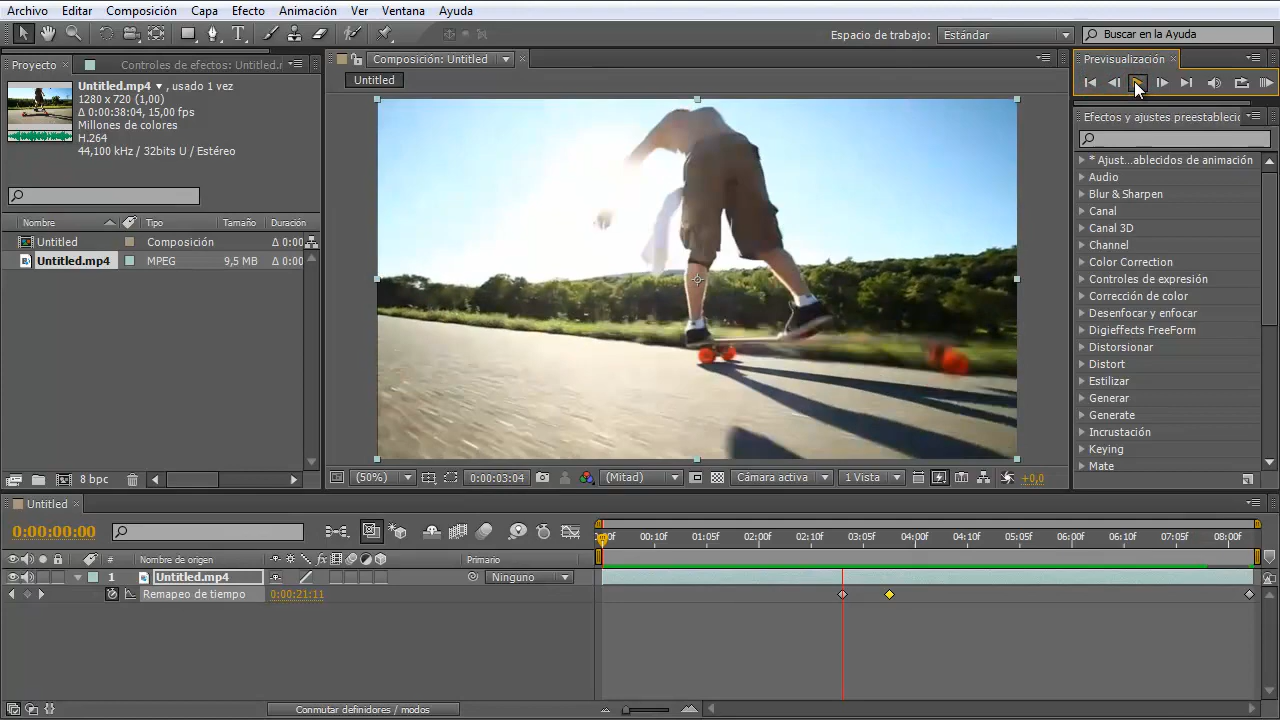 Archivo Editar Composición Capa Efecto Animación Ver Ventana Ayuda
Espacio de trabajo: Estándar Buscar en la Ayuda
Proyecto Controles de efectos: Untitled.r
Composición: Untitled
Previsualización
Untitled
Untitled.mp4 , usado 1 vez
1280 x 720 (1,00)
Δ 0:00:38:04, 15,00 fps
Millones de colores
H.264
44,100 kHz / 32bits U / Estéreo
Efectos y ajustes preestablecic
* Ajust...ablecidos de animación
Audio
Blur & Sharpen
Canal
Canal 3D
Channel
Color Correction
Controles de expresión
Corrección de color
Desenfocar y enfocar
Digieffects FreeForm
Distorsionar
Distort
Estilizar
Generar
Generate
Incrustación
Keying
Mate
Nombre Tipo Tamaño Duración
Untitled Composición Δ 0:00
Untitled.mp4 MPEG 9,5 MB Δ 0:00
8 bpc
(50%) 0:00:03:04 (Mitad) Cámara activa 1 Vista +0,0
Untitled
0:00:00:00
00:10f 01:05f 02:00f 02:10f 03:05f 04:00f 04:10f 05:05f 06:00f 06:10f 07:05f 08:00f
# Nombre de origen fx Primario
1 Untitled.mp4 Ninguno
Remapeo de tiempo 0:00:21:11
Conmutar definidores / modos